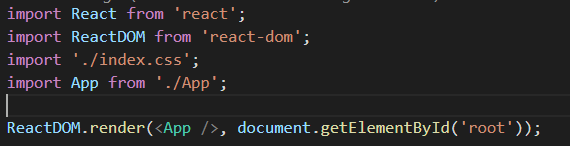 import React from 'react';
import ReactDOM from 'react-dom';
import './index.css';
import App from './App';
ReactDOM.render(<App />, document.getElementById('root'));